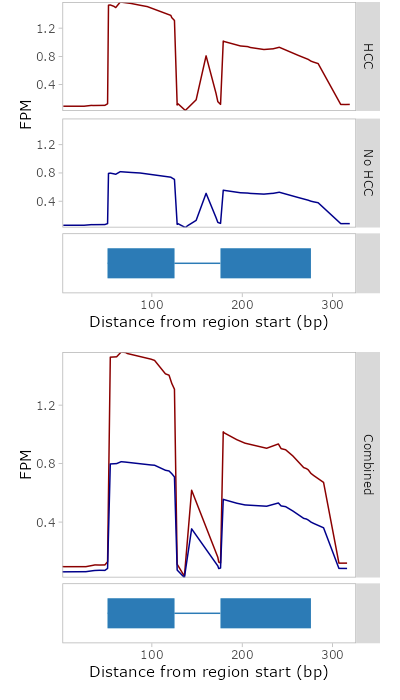 1.2
0.8
0.4
HCC
FPM
1.2
0.8
0.4
No HCC
100 200 300
Distance from region start (bp)
1.2
0.8
0.4
FPM
Combined
100 200 300
Distance from region start (bp)